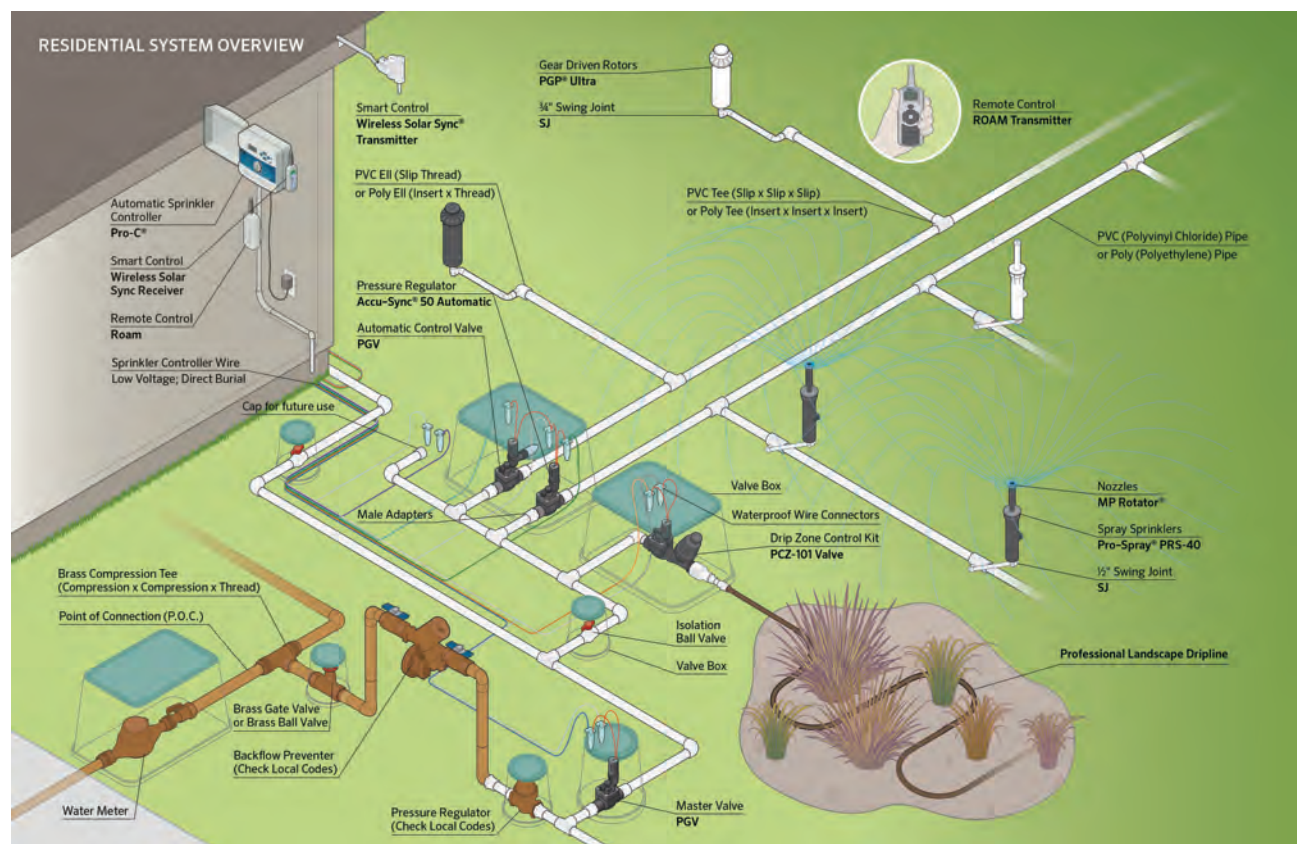 RESIDENTIAL SYSTEM OVERVIEW
Smart Control
Wireless Solar Sync®
Transmitter
Gear Driven Rotors
PGP® Ultra
¾" Swing Joint
SJ
Remote Control
ROAM Transmitter
PVC Ell (Slip Thread)
or Poly Ell (Insert x Thread)
PVC Tee (Slip x Slip x Slip)
or Poly Tee (Insert x Insert x Insert)
PVC (Polyvinyl Chloride) Pipe
or Poly (Polyethylene) Pipe
Automatic Sprinkler
Controller
Pro-C®
Smart Control
Wireless Solar
Sync Receiver
Remote Control
Roam
Sprinkler Controller Wire
Low Voltage; Direct Burial
Pressure Regulator
Accu-Sync® 50 Automatic
Automatic Control Valve
PGV
Cap for future use
Male Adapters
Valve Box
Waterproof Wire Connectors
Drip Zone Control Kit
PCZ-101 Valve
Nozzles
MP Rotator®
Spray Sprinklers
Pro-Spray® PRS-40
½" Swing Joint
SJ
Brass Compression Tee
(Compression x Compression x Thread)
Point of Connection (P.O.C.)
Isolation
Ball Valve
Valve Box
Professional Landscape Dripline
Brass Gate Valve
or Brass Ball Valve
Backflow Preventer
(Check Local Codes)
Water Meter
Pressure Regulator
(Check Local Codes)
Master Valve
PGV